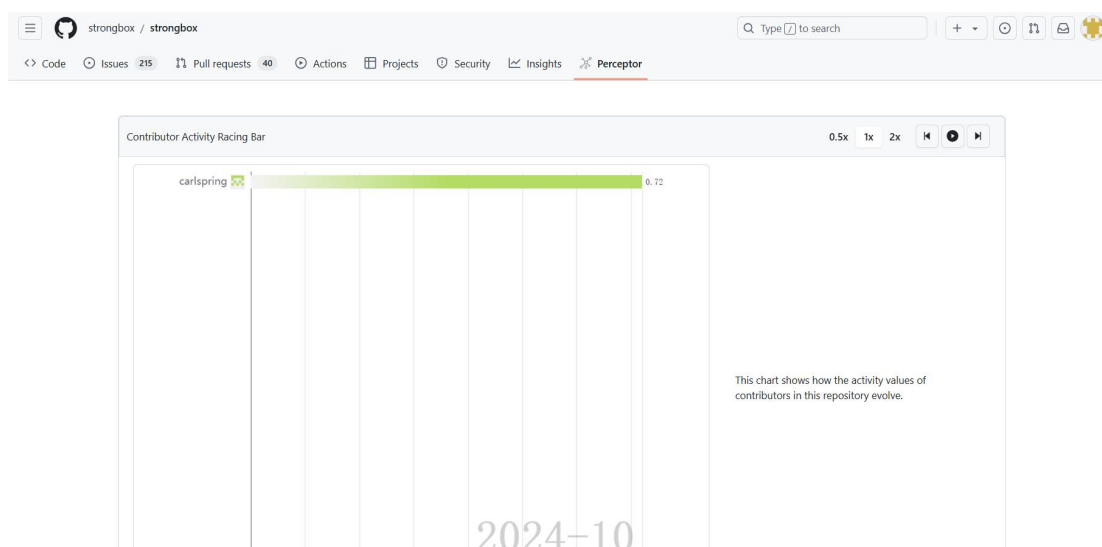 strongbox / strongbox
Type / to search
Code Issues 215 Pull requests 40 Actions Projects Security Insights Perceptor
Contributor Activity Racing Bar
0.5x 1x 2x
carlspring 0.72
This chart shows how the activity values of
contributors in this repository evolve.
2024-10